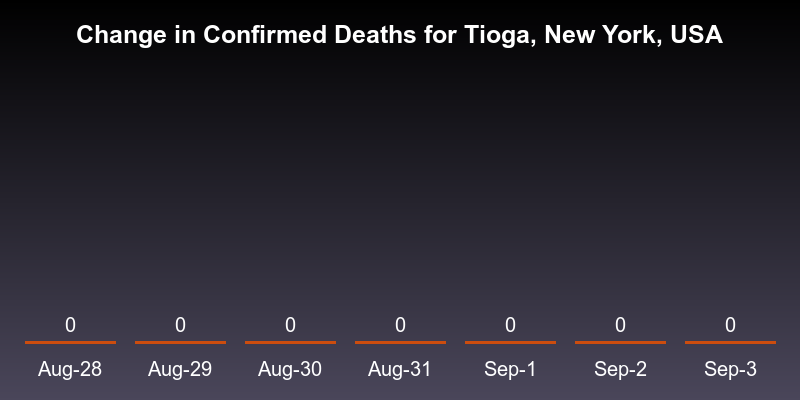 Change in Confirmed Deaths for Tioga, New York, USA
0 0 0 0 0 0 0
Aug-28 Aug-29 Aug-30 Aug-31 Sep-1 Sep-2 Sep-3